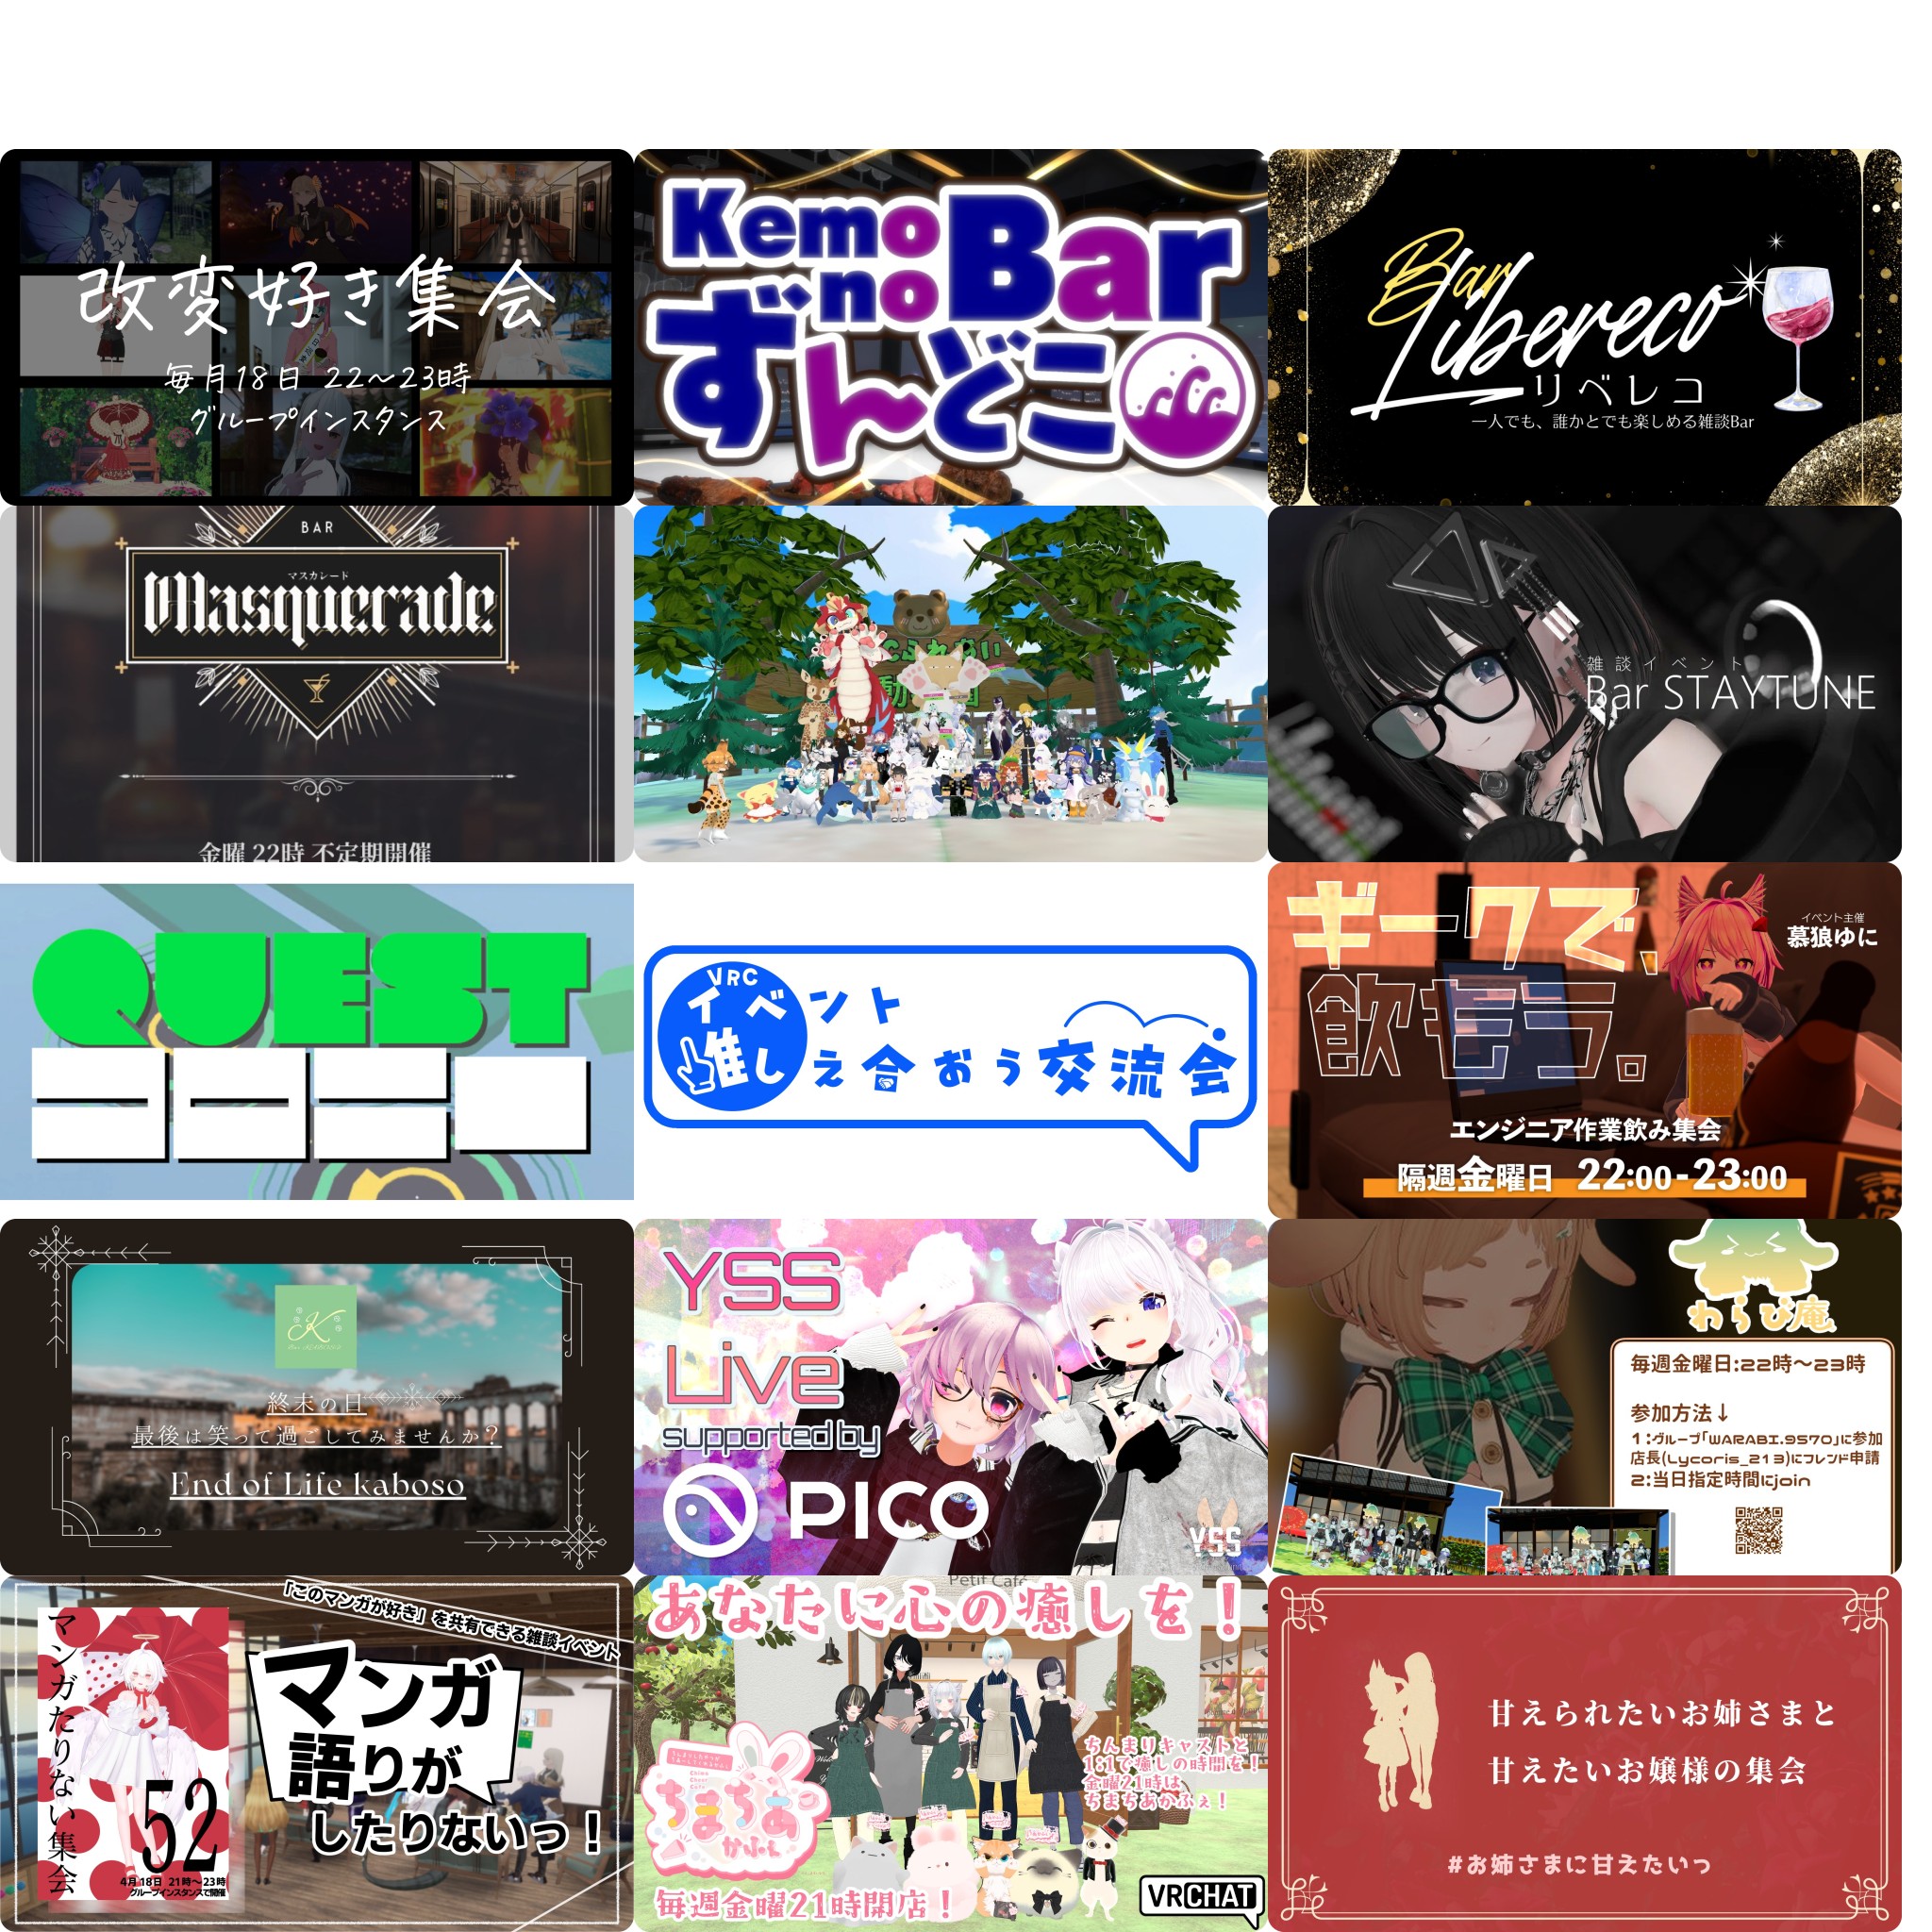 改変好き集会
毎月18日 22〜23時
グループインスタンス
Kemo
no
Bar
ずんどこ
Bar
Libereco
リベレコ
一人でも、誰かとでも楽しめる雑談Bar
BAR
マスカレード
Masquerade
金曜 22時 不定期開催
とふれあい
動物園
雑談イベント
Bar STAYTUNE
QUEST
VRC
イベント
推し え合おう交流会
ギークで、
飲もう。
イベント主催
慕狼ゆに
エンジニア作業飲み集会
隔週金曜日 22:00-23:00
K
終末の日
最後は笑って過ごしてみませんか?
End of Life kaboso
YSS
Live
supported by
PICO
YSS
わらび庵
毎週金曜日:22時〜23時
参加方法↓
1:グループ「WARABI.9570」に参加
店長(Lycoris_213)にフレンド申請
2:当日指定時間にjoin
「このマンガが好き」を共有できる雑談イベント
マンガたりない集会
52
4月18日 21時〜23時
グループインスタンスで開催
マンガ
語りが
したりないっ!
Petit Cafe
あなたに心の癒しを!
ちまちあ
かふぇ
ちんまりキャストと
1:1で癒しの時間を!
金曜21時は
ちまちあかふぇ!
毎週金曜21時開店!
VRCHAT
甘えられたいお姉さまと
甘えたいお嬢様の集会
#お姉さまに甘えたいっ